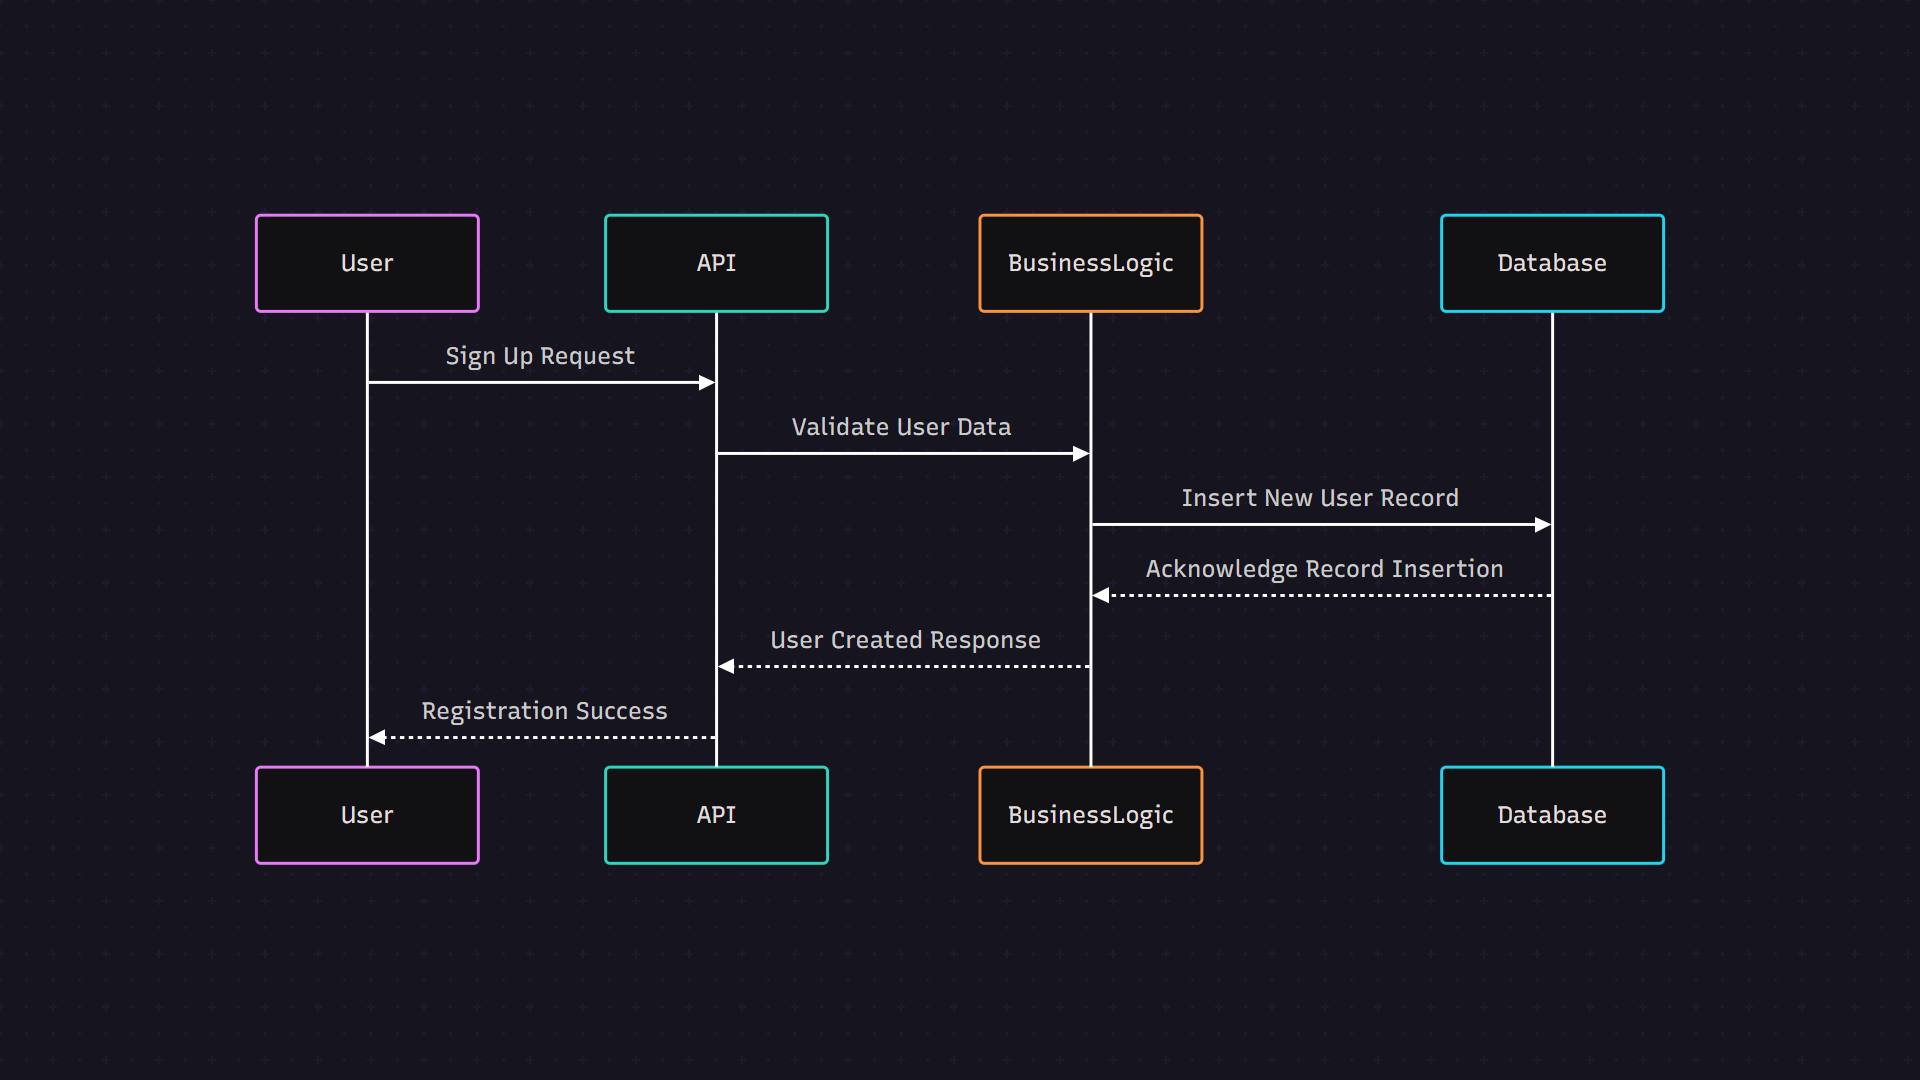 User
API
BusinessLogic
Database
Sign Up Request
Validate User Data
Insert New User Record
Acknowledge Record Insertion
User Created Response
Registration Success
User
API
BusinessLogic
Database